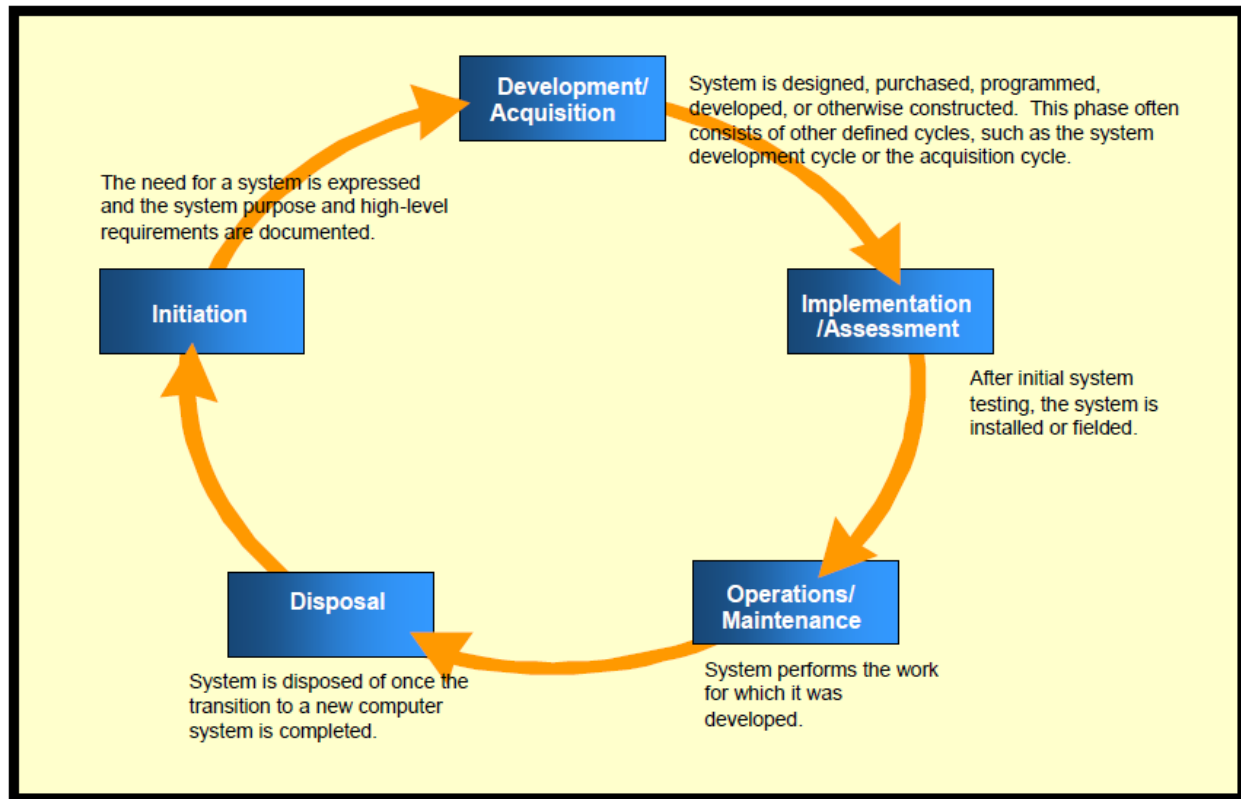 Development/
Acquisition
System is designed, purchased, programmed,
developed, or otherwise constructed. This phase often
consists of other defined cycles, such as the system
development cycle or the acquisition cycle.
The need for a system is expressed
and the system purpose and high-level
requirements are documented.
Initiation
Implementation
/Assessment
After initial system
testing, the system is
installed or fielded.
Operations/
Maintenance
System performs the work
for which it was
developed.
Disposal
System is disposed of once the
transition to a new computer
system is completed.